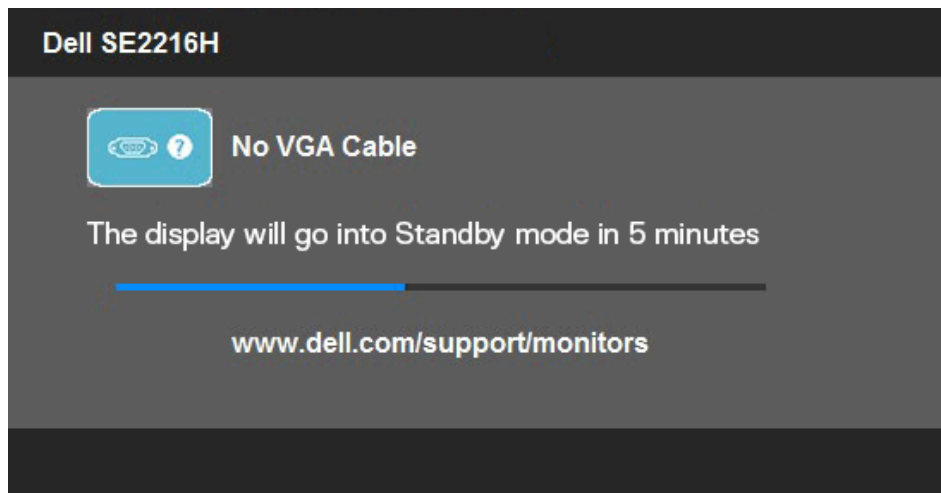 Dell SE2216H
? No VGA Cable
The display will go into Standby mode in 5 minutes
www.dell.com/support/monitors